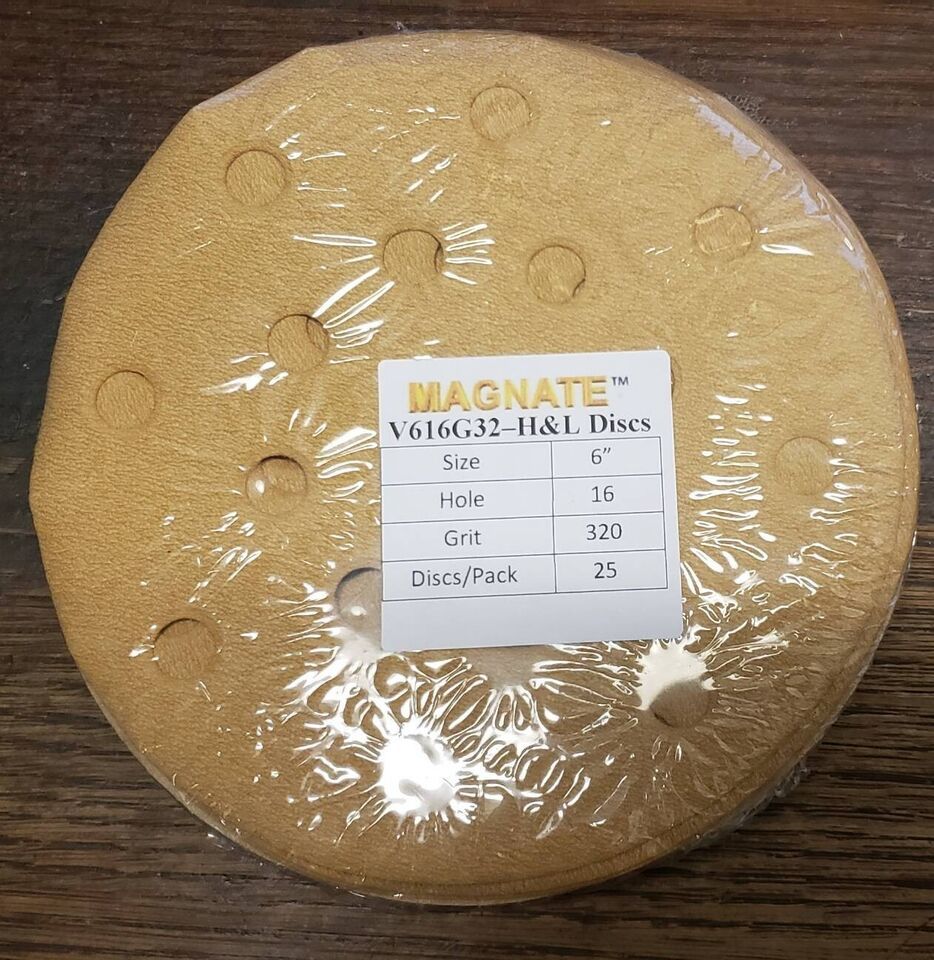 MAGNATE™
V616G32–H&L Discs
Size 6”
Hole 16
Grit 320
Discs/Pack 25